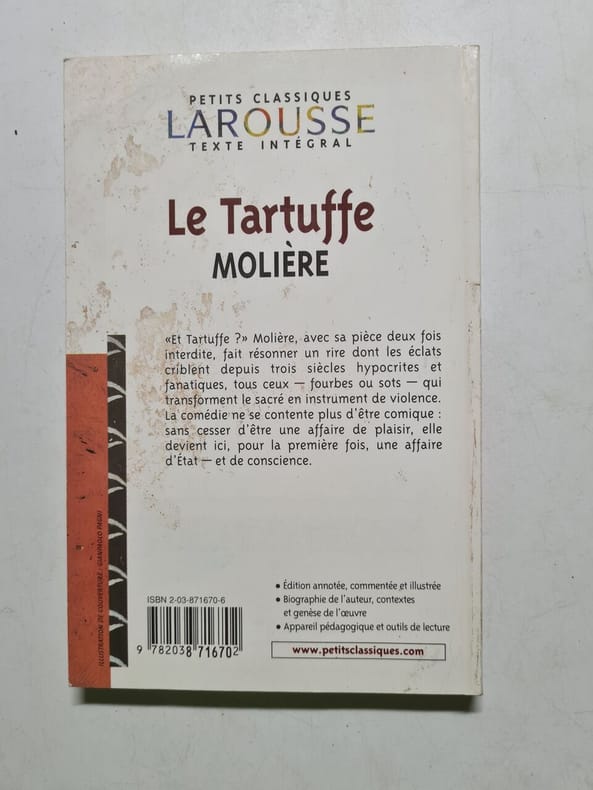 PETITS CLASSIQUES
LAROUSSE
TEXTE INTÉGRAL
Le Tartuffe
MOLIÈRE
«Et Tartuffe ?» Molière, avec sa pièce deux fois
interdite, fait résonner un rire dont les éclats
criblent depuis trois siècles hypocrites et
fanatiques, tous ceux — fourbes ou sots — qui
transforment le sacré en instrument de violence.
La comédie ne se contente plus d'être comique :
sans cesser d'être une affaire de plaisir, elle
devient ici, pour la première fois, une affaire
d'État — et de conscience.
ILLUSTRATION DE COUVERTURE : GIANPAOLO PAGNI
ISBN 2-03-871670-6
9 782038 716702
• Édition annotée, commentée et illustrée
• Biographie de l'auteur, contextes
et genèse de l'œuvre
• Appareil pédagogique et outils de lecture
www.petitsclassiques.com